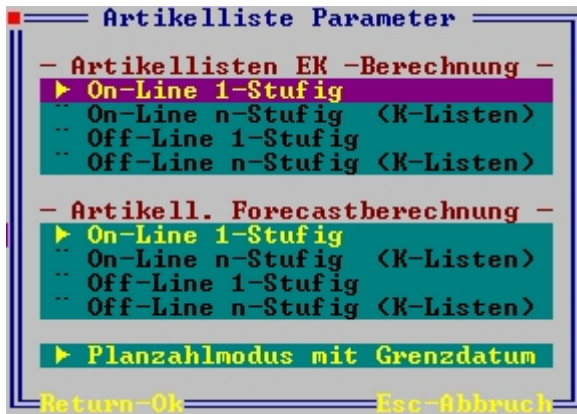 Artikelliste Parameter
- Artikellisten EK -Berechnung -
► On-Line 1-Stufig
¨ On-Line n-Stufig (K-Listen)
¨ Off-Line 1-Stufig
¨ Off-Line n-Stufig (K-Listen)
- Artikell. Forecastberechnung -
► On-Line 1-Stufig
¨ On-Line n-Stufig (K-Listen)
¨ Off-Line 1-Stufig
¨ Off-Line n-Stufig (K-Listen)
► Planzahlmodus mit Grenzdatum
Return-Ok Esc-Abbruch